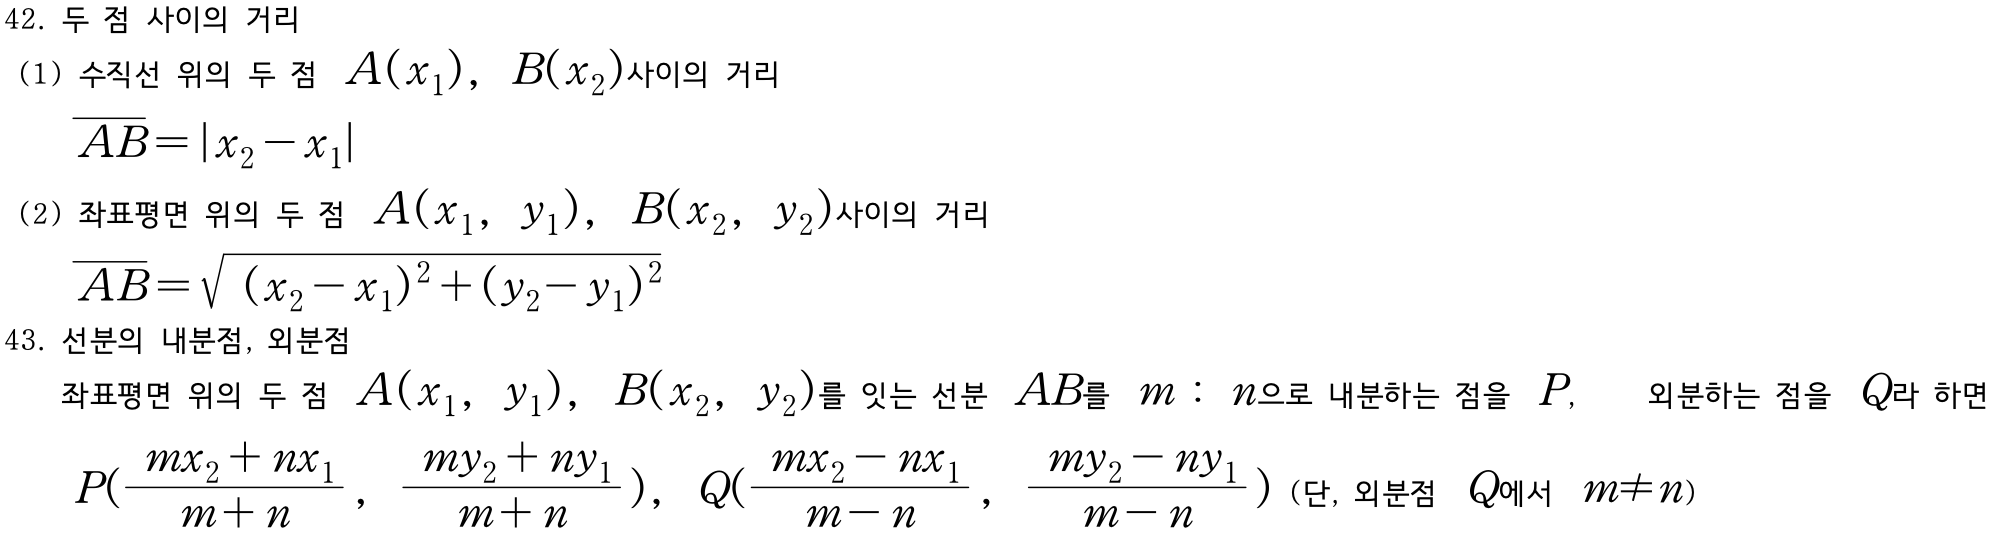 42. 두 점 사이의 거리
(1) 수직선 위의 두 점 $A(x_1),\ B(x_2)$사이의 거리
$\overline{AB}=|x_2-x_1|$
(2) 좌표평면 위의 두 점 $A(x_1,\ y_1),\ B(x_2,\ y_2)$사이의 거리
$\overline{AB}=\sqrt{(x_2-x_1)^2+(y_2-y_1)^2}$
43. 선분의 내분점, 외분점
좌표평면 위의 두 점 $A(x_1,\ y_1),\ B(x_2,\ y_2)$를 잇는 선분 $AB$를 $m:n$으로 내분하는 점을 $P$, 외분하는 점을 $Q$라 하면
$P(\frac{mx_2+nx_1}{m+n},\ \frac{my_2+ny_1}{m+n}),\ Q(\frac{mx_2-nx_1}{m-n},\ \frac{my_2-ny_1}{m-n})$ (단, 외분점 $Q$에서 $m\neq n$)